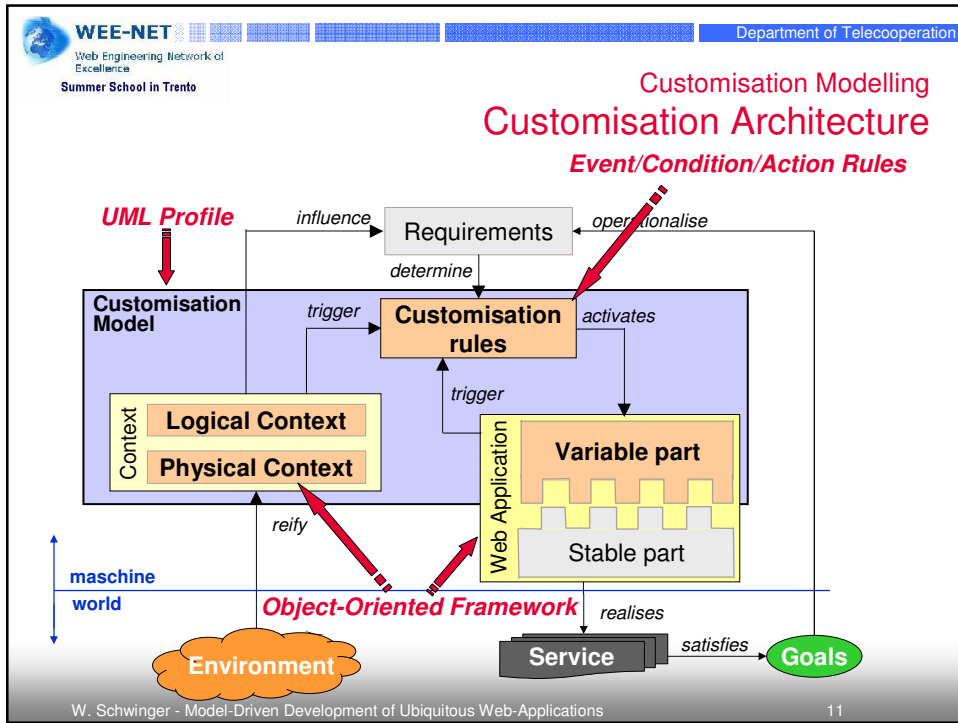 WEE-NET
Web Engineering Network of
Excellence
Summer School in Trento
Department of Telecooperation
Customisation Modelling
Customisation Architecture
Event/Condition/Action Rules
UML Profile
influence
Requirements
operationalise
determine
Customisation
Model
trigger
Customisation
rules
activates
trigger
Context
Logical Context
Physical Context
Web Application
Variable part
Stable part
reify
maschine
world
Object-Oriented Framework
realises
Environment
Service
satisfies
Goals
W. Schwinger - Model-Driven Development of Ubiquitous Web-Applications
11